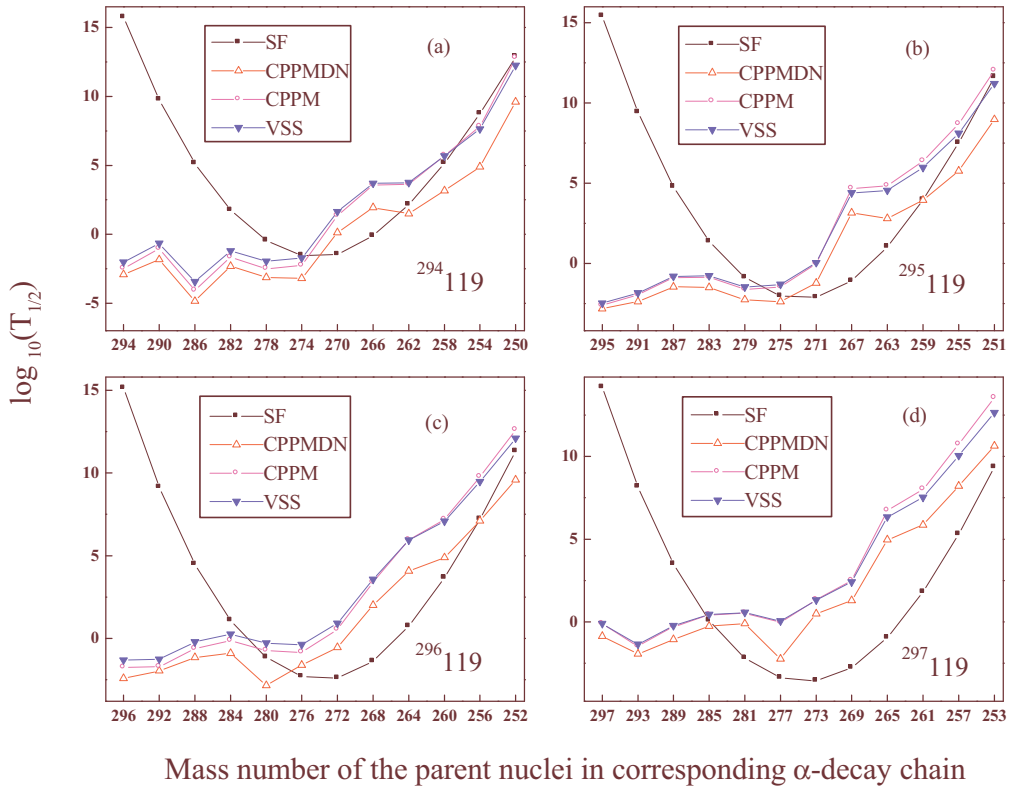 15
10
5
0
-5
SF
CPPMDN
CPPM
VSS
(a)
²⁹⁴119
294 290 286 282 278 274 270 266 262 258 254 250
15
10
5
0
SF
CPPMDN
CPPM
VSS
(b)
²⁹⁵119
295 291 287 283 279 275 271 267 263 259 255 251
15
10
5
0
SF
CPPMDN
CPPM
VSS
(c)
²⁹⁶119
296 292 288 284 280 276 272 268 264 260 256 252
10
5
0
SF
CPPMDN
CPPM
VSS
(d)
²⁹⁷119
297 293 289 285 281 277 273 269 265 261 257 253
log ₁₀(T₁/₂)
Mass number of the parent nuclei in corresponding α-decay chain